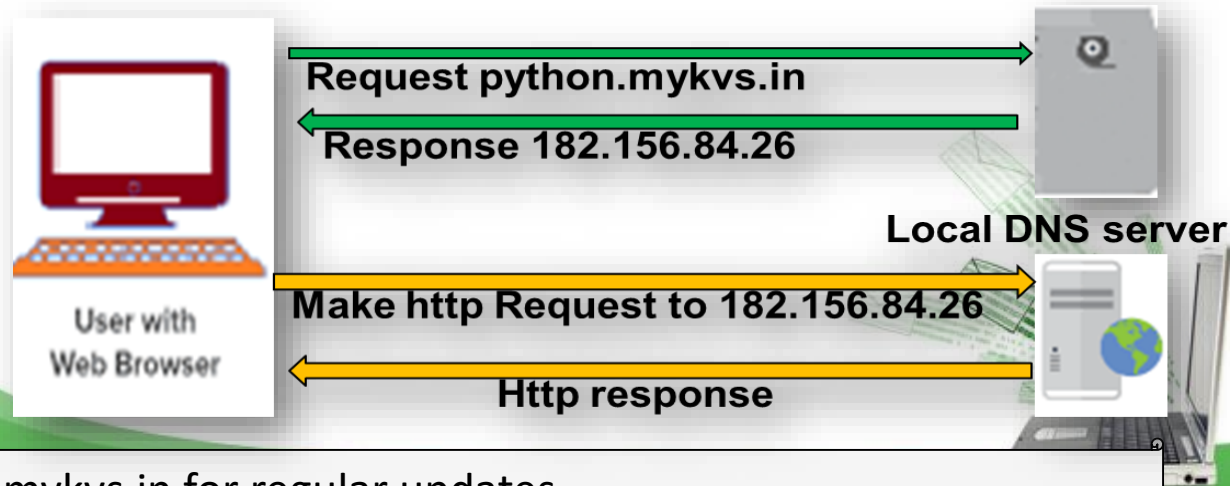 Request python.mykvs.in
Response 182.156.84.26
Local DNS server
Make http Request to 182.156.84.26
User with
Web Browser
Http response
mykvs.in for regular updates